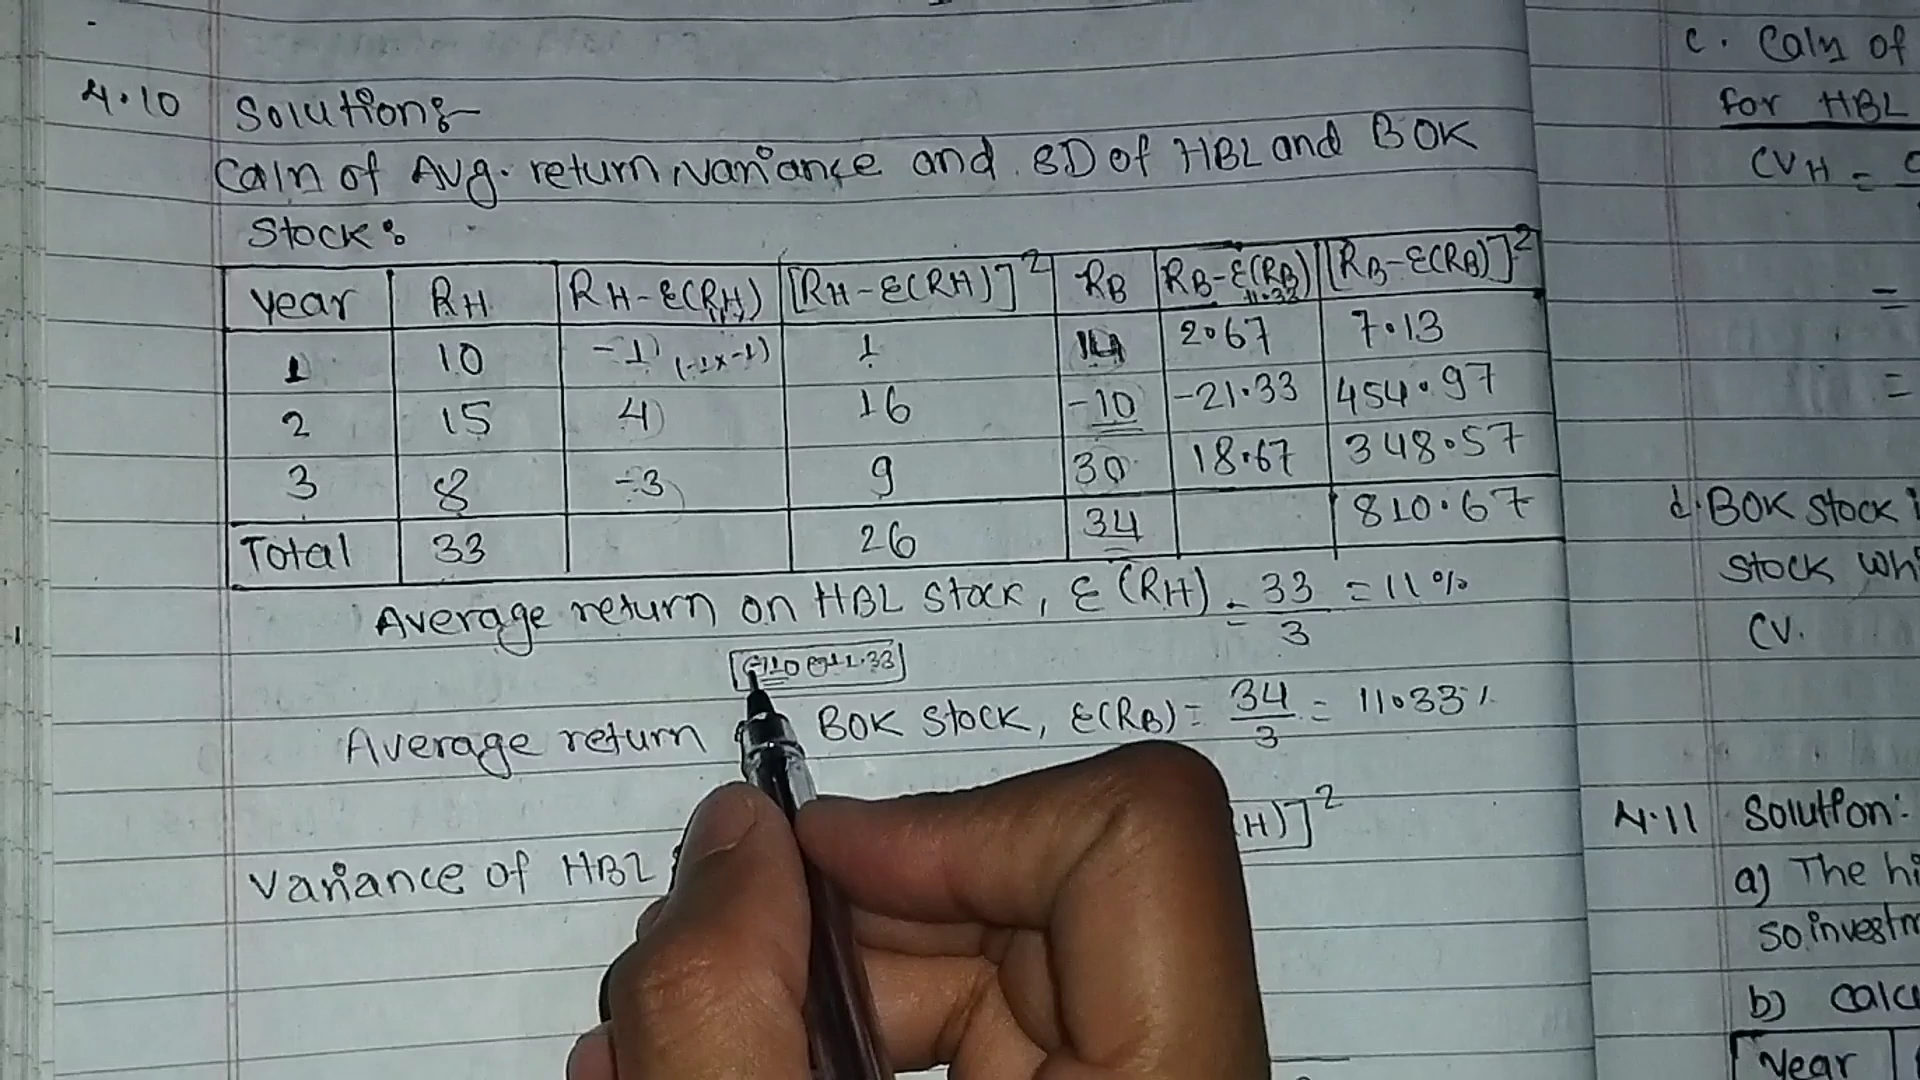 4.10 Solution:-
Caln of Avg. return, variance and SD of HBL and BOK
Stock:
Year RH RH-E(RH) [RH-E(RH)]² RB RB-E(RB) [RB-E(RB)]²
11.33
1 10 -1 (-1x-1) 1 14 2.67 7.13
2 15 4 16 -10 -21.33 454.97
3 8 -3 9 30 18.67 348.57
Total 33 26 34 810.67
Average return on HBL Stock, E(RH) = 33/3 = 11%
Average return BOK Stock, E(RB) = 34/3 = 11.33%
H)]²
Variance of HBL
c. Caln of
for HBL
CVH =
=
=
d. BOK Stock
Stock Wh
CV.
4.11 Solution:
a) The hi
so investm
b) Calcu
Year